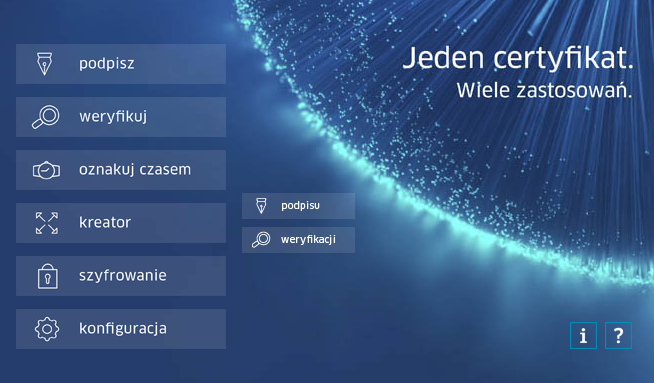 Jeden certyfikat.
Wiele zastosowań.
podpisz
weryfikuj
oznakuj czasem
kreator
podpisu
weryfikacji
szyfrowanie
konfiguracja
i ?